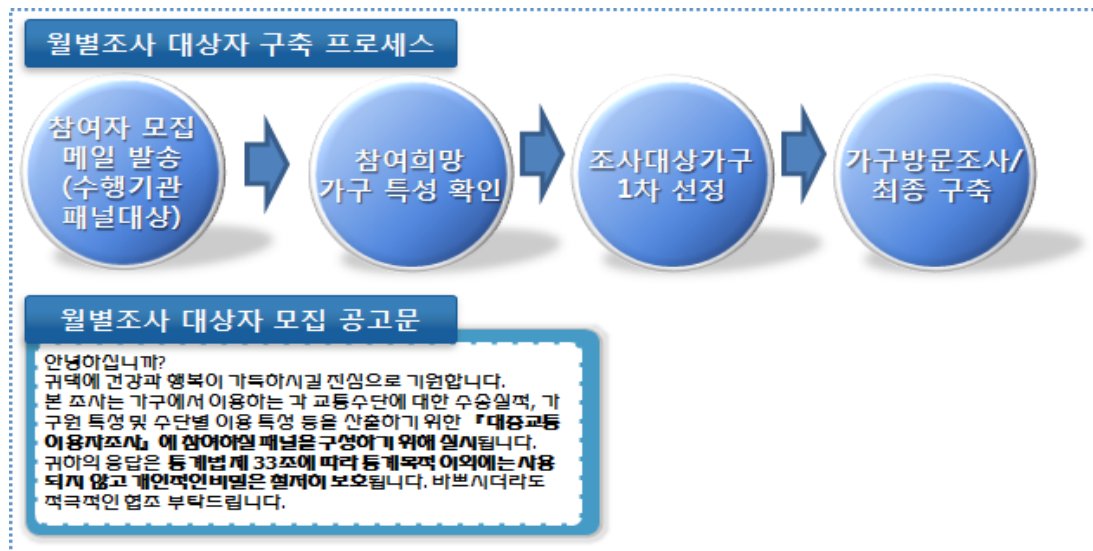 월별조사 대상자 구축 프로세스
참여자 모집
메일 발송
(수행기관
패널대상)
참여희망
가구 특성 확인
조사대상가구
1차 선정
가구방문조사/
최종 구축
월별조사 대상자 모집 공고문
안녕하십니까?
귀댁에 건강과 행복이 가득하시길 진심으로 기원합니다.
본 조사는 가구에서 이용하는 각 교통수단에 대한 수송실적, 가
구원 특성 및 수단별 이용 특성 등을 산출하기 위한 『대중교통
이용자조사』에 참여하실 패널을 구성하기 위해 실시됩니다.
귀하의 응답은 통계법 제 33조에 따라 통계목적 이외에는 사용
되지 않고 개인적인 비밀은 철저히 보호됩니다. 바쁘시더라도
적극적인 협조 부탁드립니다.